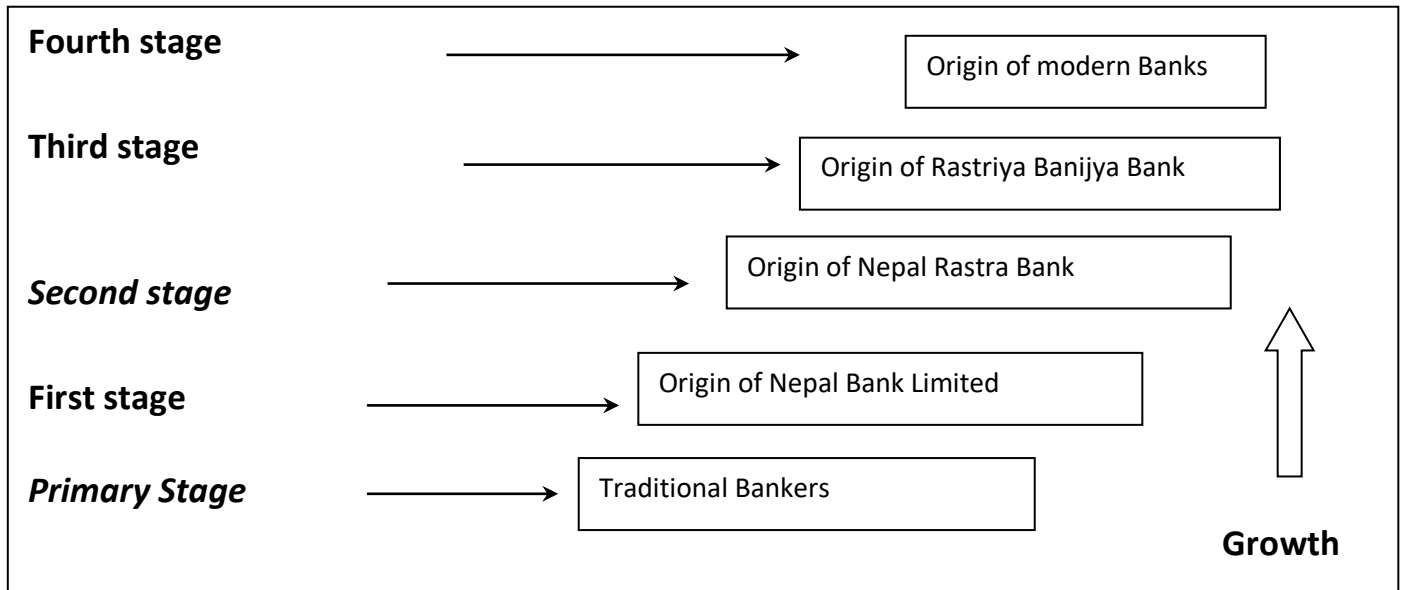 Fourth stage
Origin of modern Banks
Third stage
Origin of Rastriya Banijya Bank
Second stage
Origin of Nepal Rastra Bank
First stage
Origin of Nepal Bank Limited
Primary Stage
Traditional Bankers
Growth